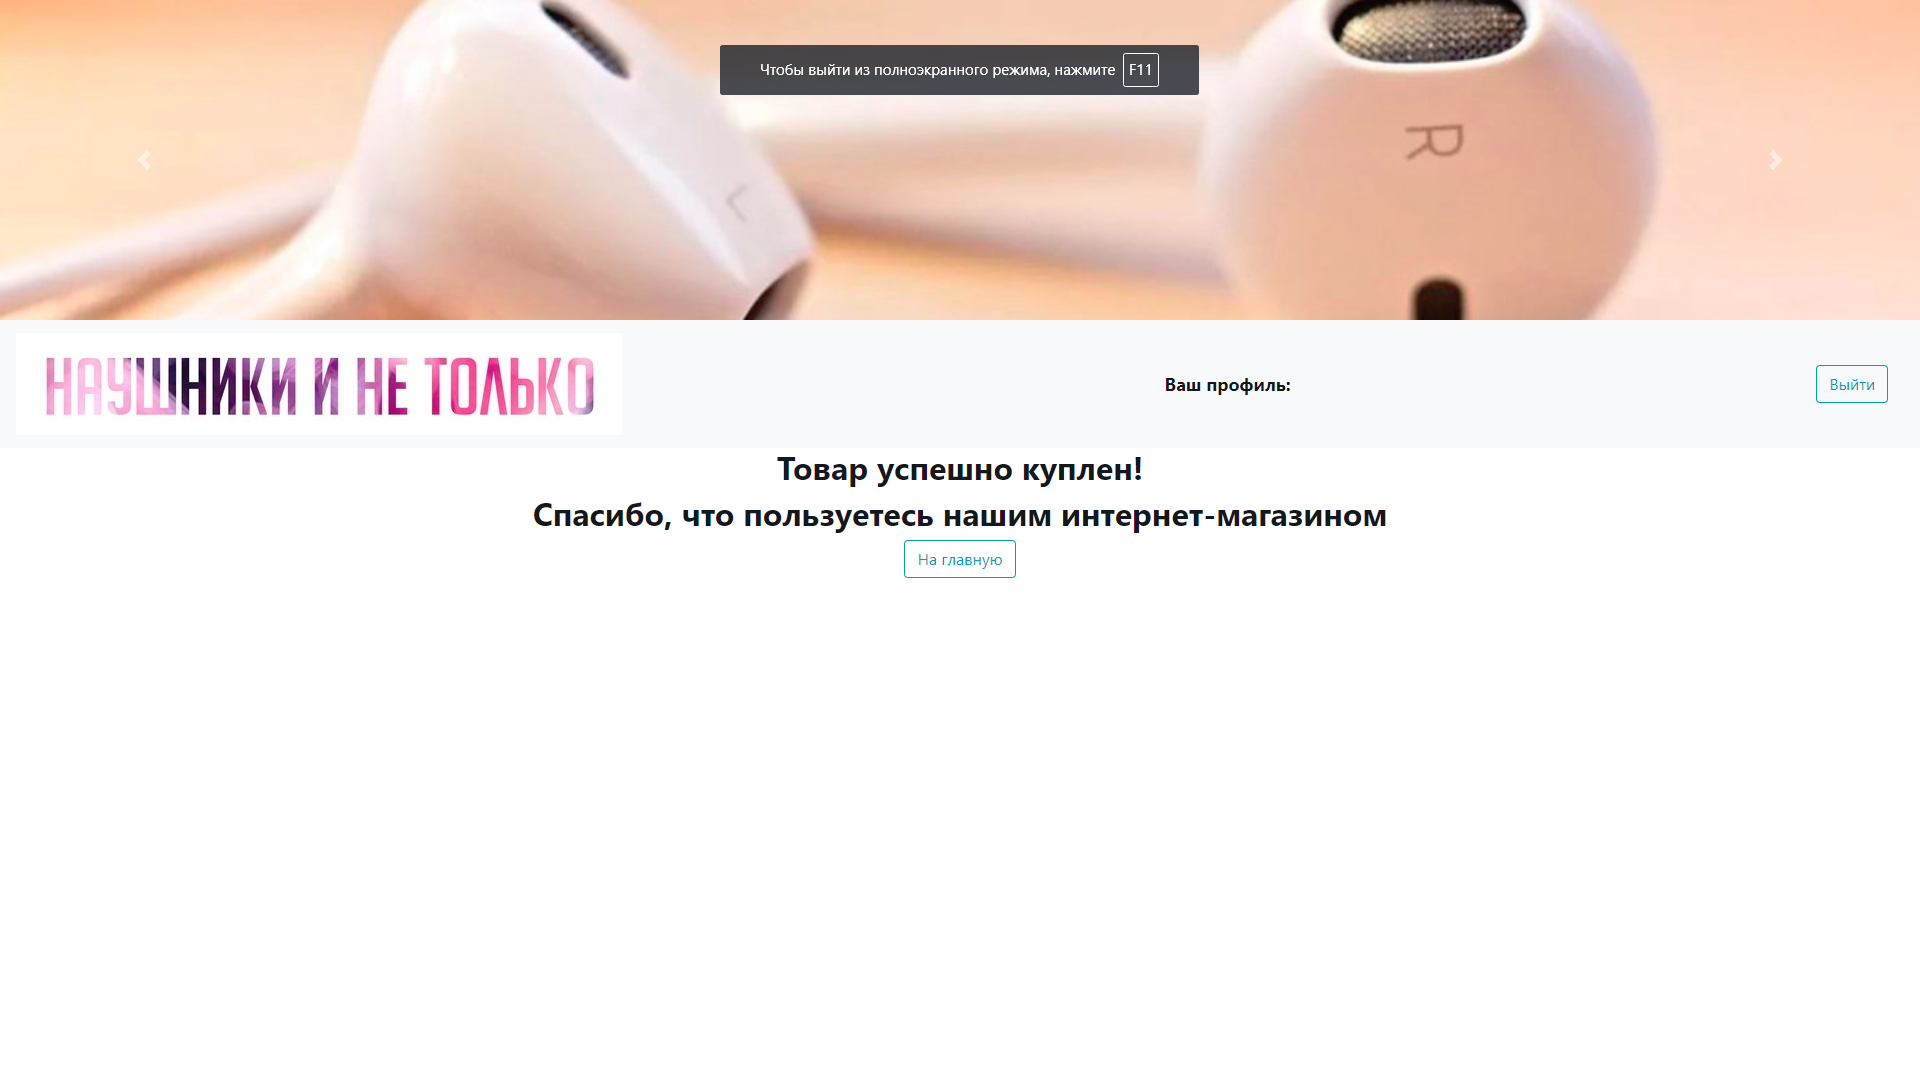 Чтобы выйти из полноэкранного режима, нажмите F11
L
R
НАУШНИКИ И НЕ ТОЛЬКО
Ваш профиль:
Выйти
Товар успешно куплен!
Спасибо, что пользуетесь нашим интернет-магазином
На главную